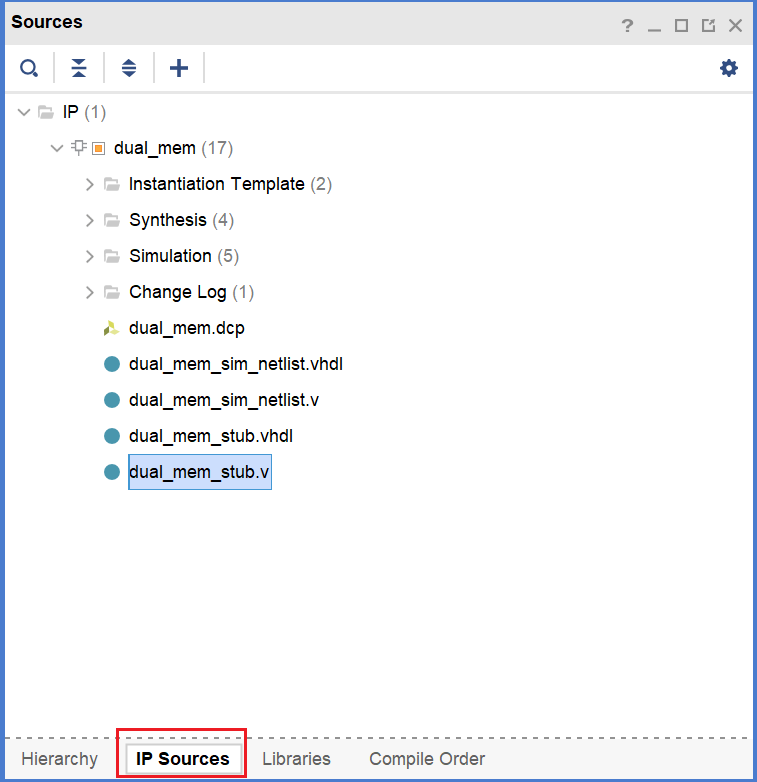 Sources
IP (1)
dual_mem (17)
Instantiation Template (2)
Synthesis (4)
Simulation (5)
Change Log (1)
dual_mem.dcp
dual_mem_sim_netlist.vhdl
dual_mem_sim_netlist.v
dual_mem_stub.vhdl
dual_mem_stub.v
Hierarchy IP Sources Libraries Compile Order